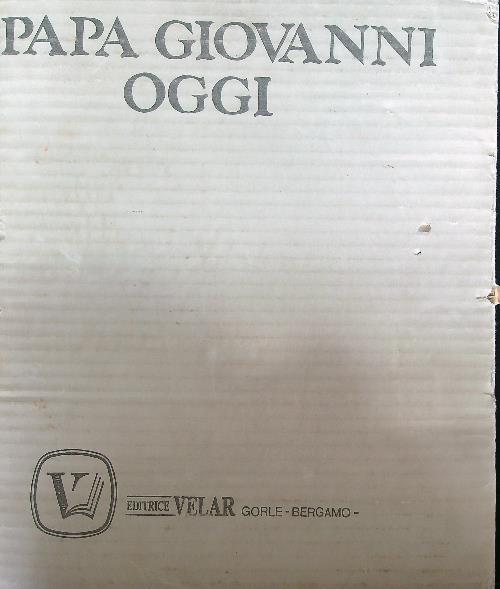 PAPA GIOVANNI
OGGI
V
EDITRICE VELAR GORLE - BERGAMO -